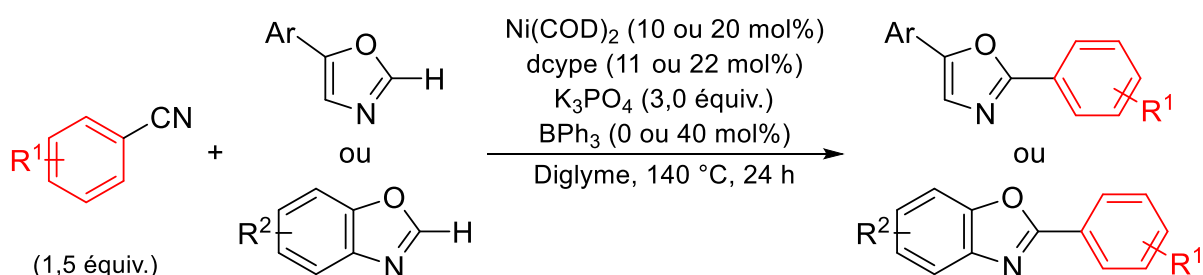 R¹
CN
(1,5 équiv.)
+
Ar
O
N
H
ou
R²
O
N
H
Ni(COD)₂ (10 ou 20 mol%)
dcype (11 ou 22 mol%)
K₃PO₄ (3,0 équiv.)
BPh₃ (0 ou 40 mol%)
Diglyme, 140 °C, 24 h
Ar
O
N
R¹
ou
R²
O
N
R¹